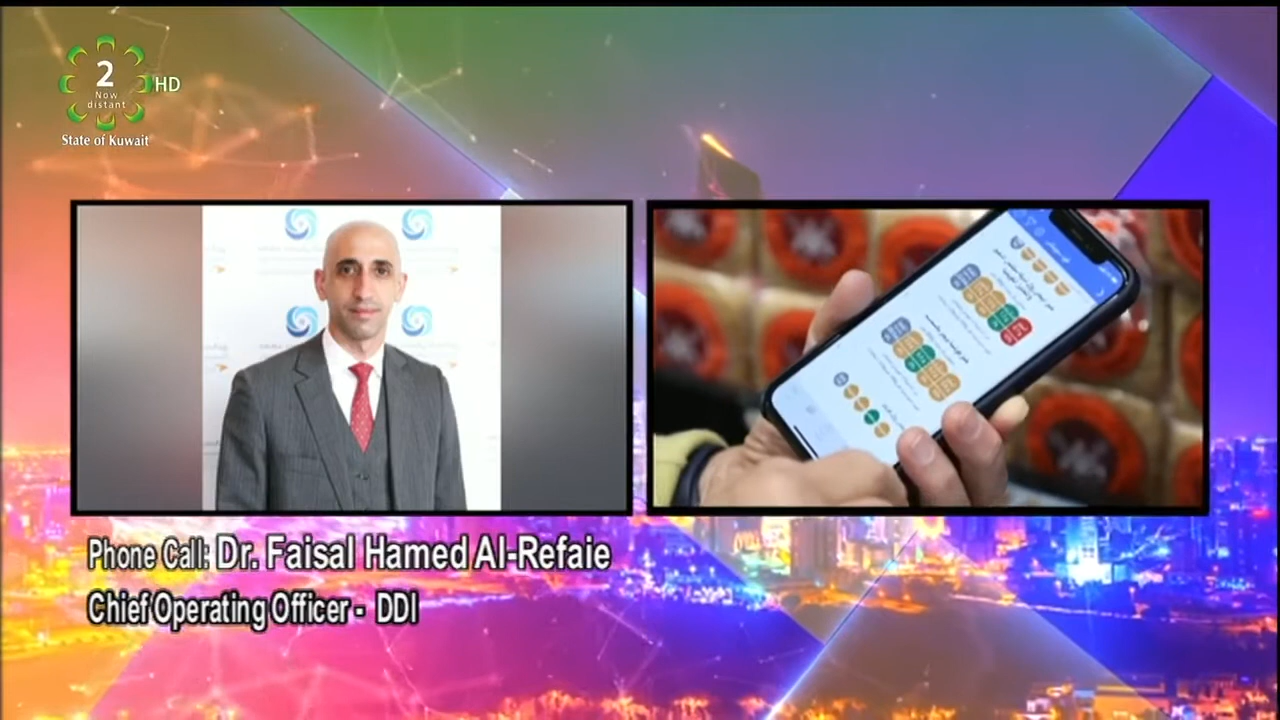 2
Now
distant
HD
State of Kuwait
Phone Call: Dr. Faisal Hamed Al-Refaie
Chief Operating Officer - DDI